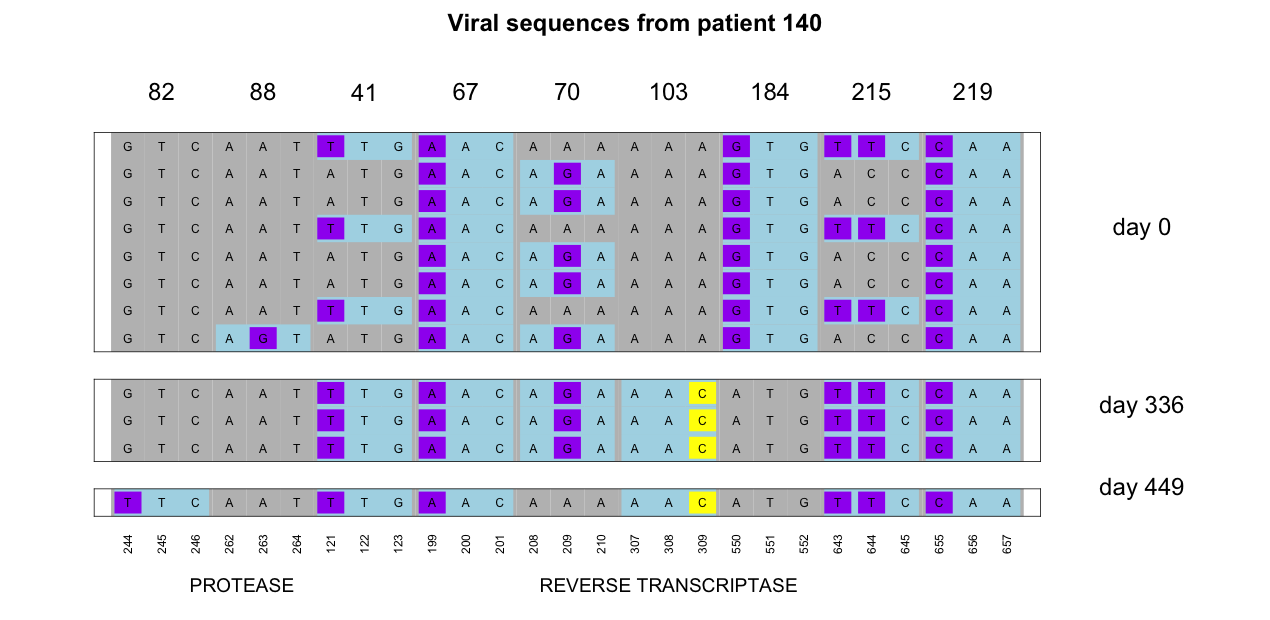 Viral sequences from patient 140
82 88 41 67 70 103 184 215 219
G T C A A T T T G A A C A A A A A A G T G T T C C A A
G T C A A T A T G A A C A G A A A A G T G A C C C A A
G T C A A T A T G A A C A G A A A A G T G A C C C A A
G T C A A T T T G A A C A A A A A A G T G T T C C A A
day 0
G T C A A T A T G A A C A G A A A A G T G A C C C A A
G T C A A T A T G A A C A G A A A A G T G A C C C A A
G T C A A T T T G A A C A A A A A A G T G T T C C A A
G T C A G T A T G A A C A G A A A A G T G A C C C A A
G T C A A T T T G A A C A G A A A C A T G T T C C A A
day 336
G T C A A T T T G A A C A G A A A C A T G T T C C A A
G T C A A T T T G A A C A G A A A C A T G T T C C A A
day 449
T T C A A T T T G A A C A A A A A C A T G T T C C A A
244 245 246 262 263 264 121 122 123 199 200 201 208 209 210 307 308 309 550 551 552 643 644 645 655 656 657
PROTEASE REVERSE TRANSCRIPTASE